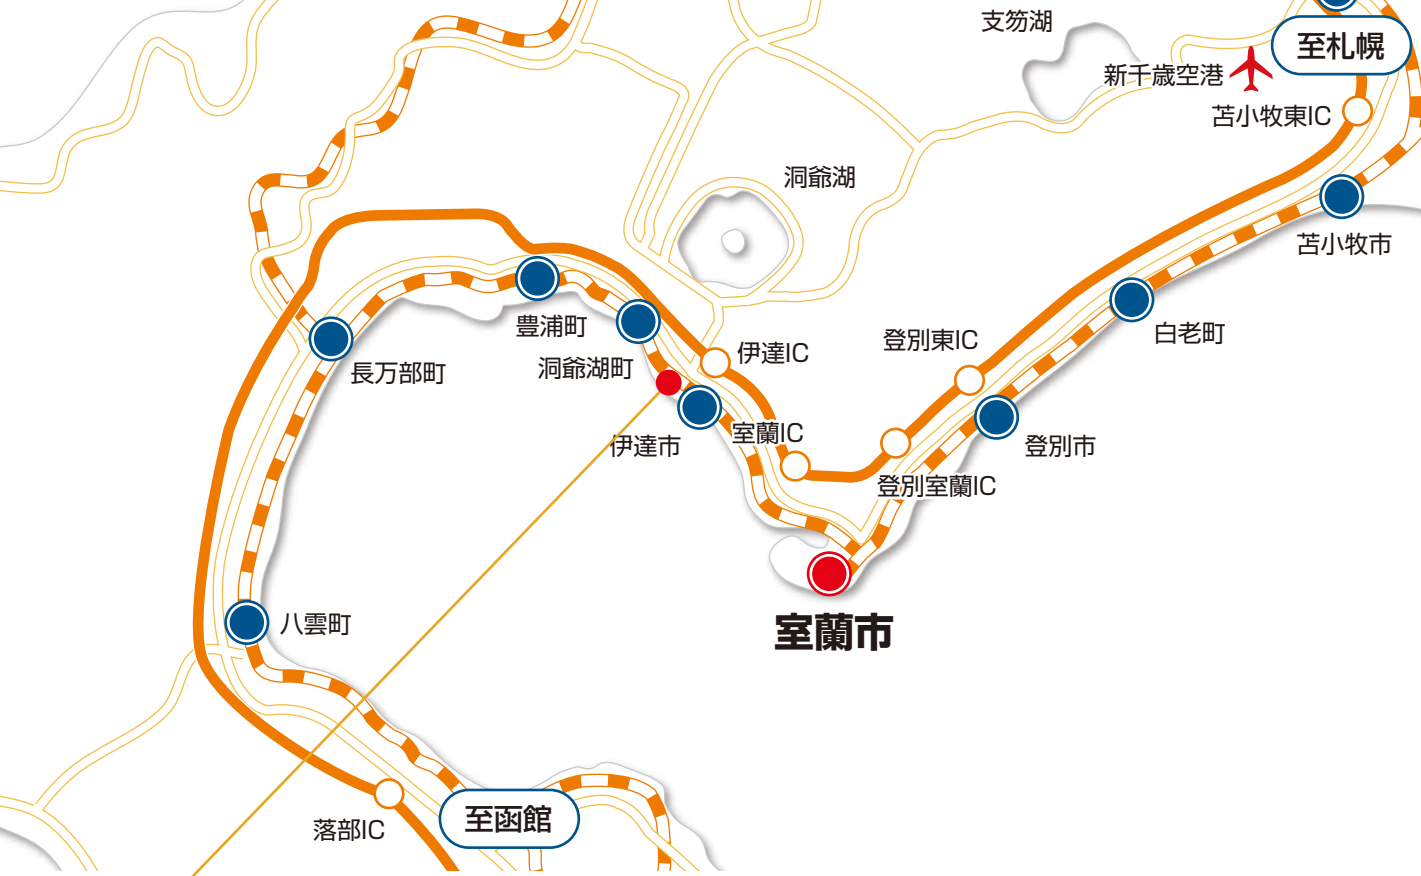 支笏湖
至札幌
新千歳空港
苫小牧東IC
洞爺湖
苫小牧市
豊浦町
白老町
登別東IC
伊達IC
洞爺湖町
長万部町
室蘭IC
伊達市
登別市
登別室蘭IC
八雲町
室蘭市
至函館
落部IC